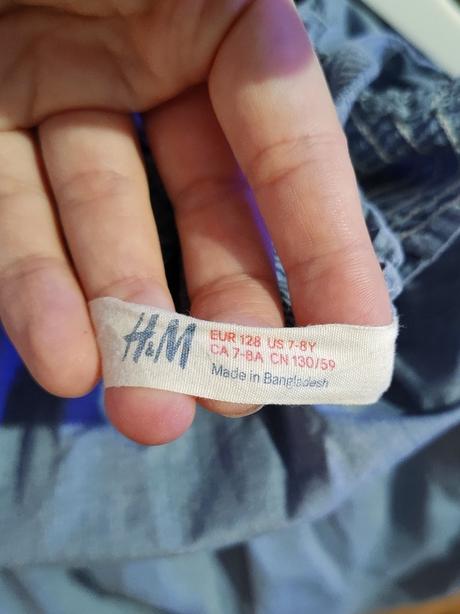 H&M
EUR 128 US 7-8Y
CA 7-8A CN 130/59
Made in Bangladesh